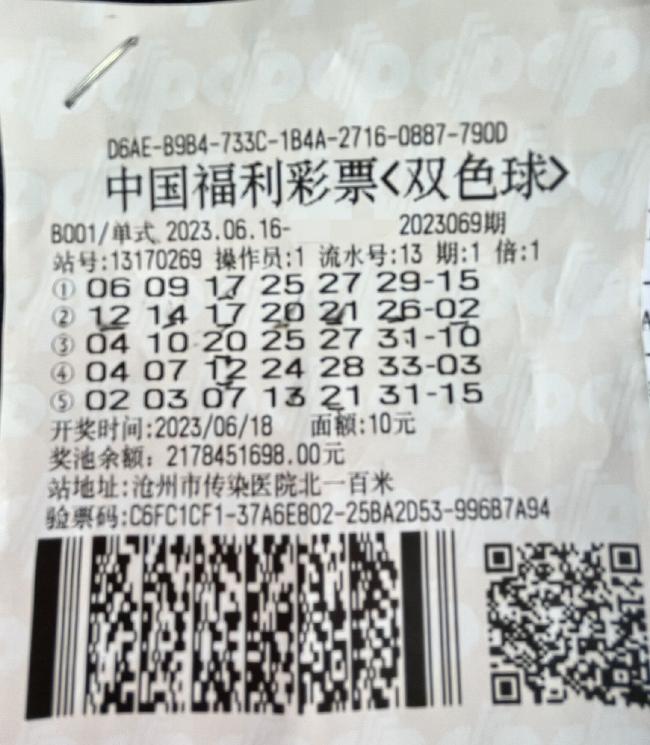 D6AE-B9B4-733C-1B4A-2716-0887-790D
中国福利彩票<双色球>
B001/单式 2023.06.16- 2023069期
站号:13170269 操作员:1 流水号:13 期:1 倍:1
① 06 09 17 25 27 29-15
② 12 14 17 20 21 26-02
③ 04 10 20 25 27 31-10
④ 04 07 12 24 28 33-03
⑤ 02 03 07 13 21 31-15
开奖时间:2023/06/18 面额:10元
奖池余额: 2178451698.00元
站地址:沧州市传染医院北一百米
验票码:C6FC1CF1-37A6E802-25BA2D53-996B7A94